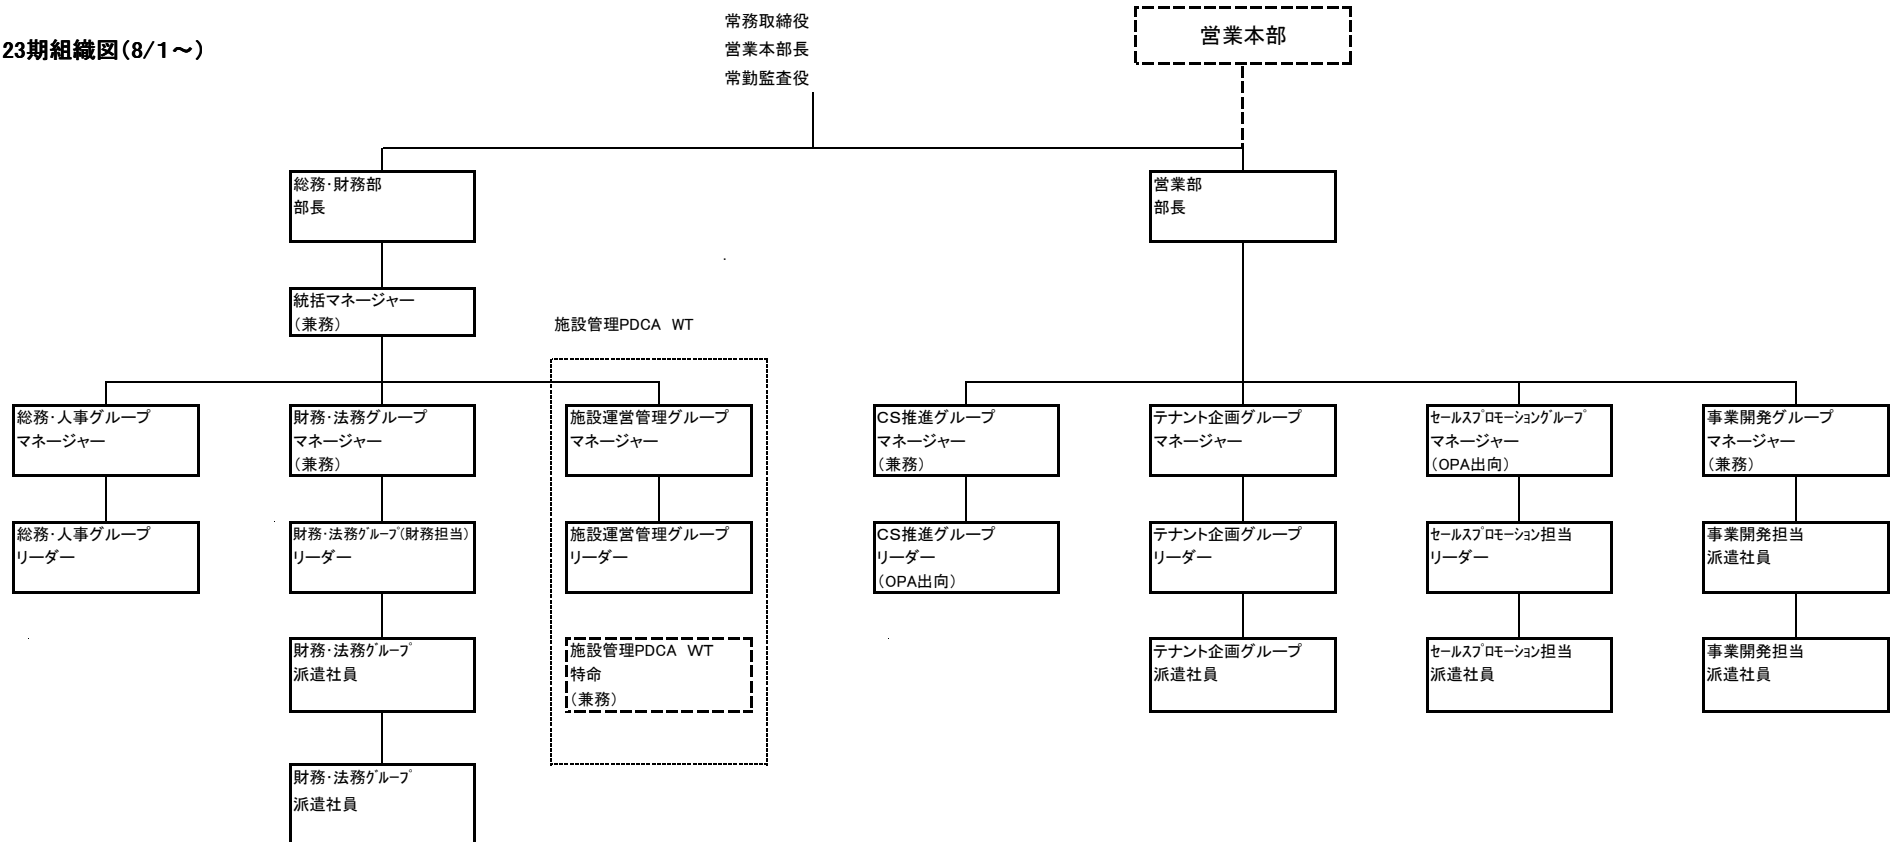 23期組織図(8/1～)
常務取締役
営業本部長
常勤監査役
営業本部
総務・財務部
部長
営業部
部長
統括マネージャー
(兼務)
施設管理PDCA　WT
総務・人事グループ
マネージャー
財務・法務グループ
マネージャー
(兼務)
施設運営管理グループ
マネージャー
CS推進グループ
マネージャー
(兼務)
テナント企画グループ
マネージャー
ｾｰﾙｽﾌﾟﾛﾓｰｼｮﾝｸﾞﾙｰﾌﾟ
マネージャー
(OPA出向)
事業開発グループ
マネージャー
(兼務)
総務・人事グループ
リーダー
財務・法務ｸﾞﾙｰﾌﾟ(財務担当)
リーダー
施設運営管理グループ
リーダー
CS推進グループ
リーダー
(OPA出向)
テナント企画グループ
リーダー
ｾｰﾙｽﾌﾟﾛﾓｰｼｮﾝ担当
リーダー
事業開発担当
派遣社員
財務・法務ｸﾞﾙｰﾌﾟ
派遣社員
施設管理PDCA　WT
特命
(兼務)
テナント企画グループ
派遣社員
ｾｰﾙｽﾌﾟﾛﾓｰｼｮﾝ担当
派遣社員
事業開発担当
派遣社員
財務・法務ｸﾞﾙｰﾌﾟ
派遣社員